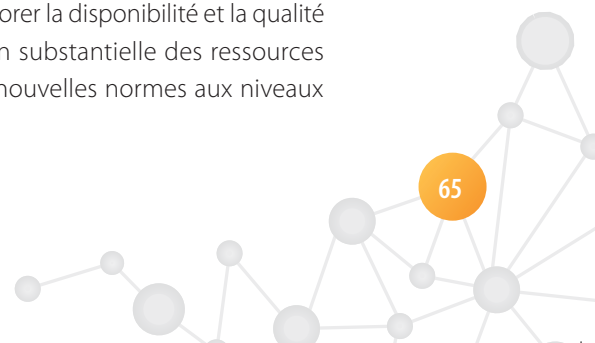 orer la disponibilité et la qualité
n substantielle des ressources
nouvelles normes aux niveaux
65